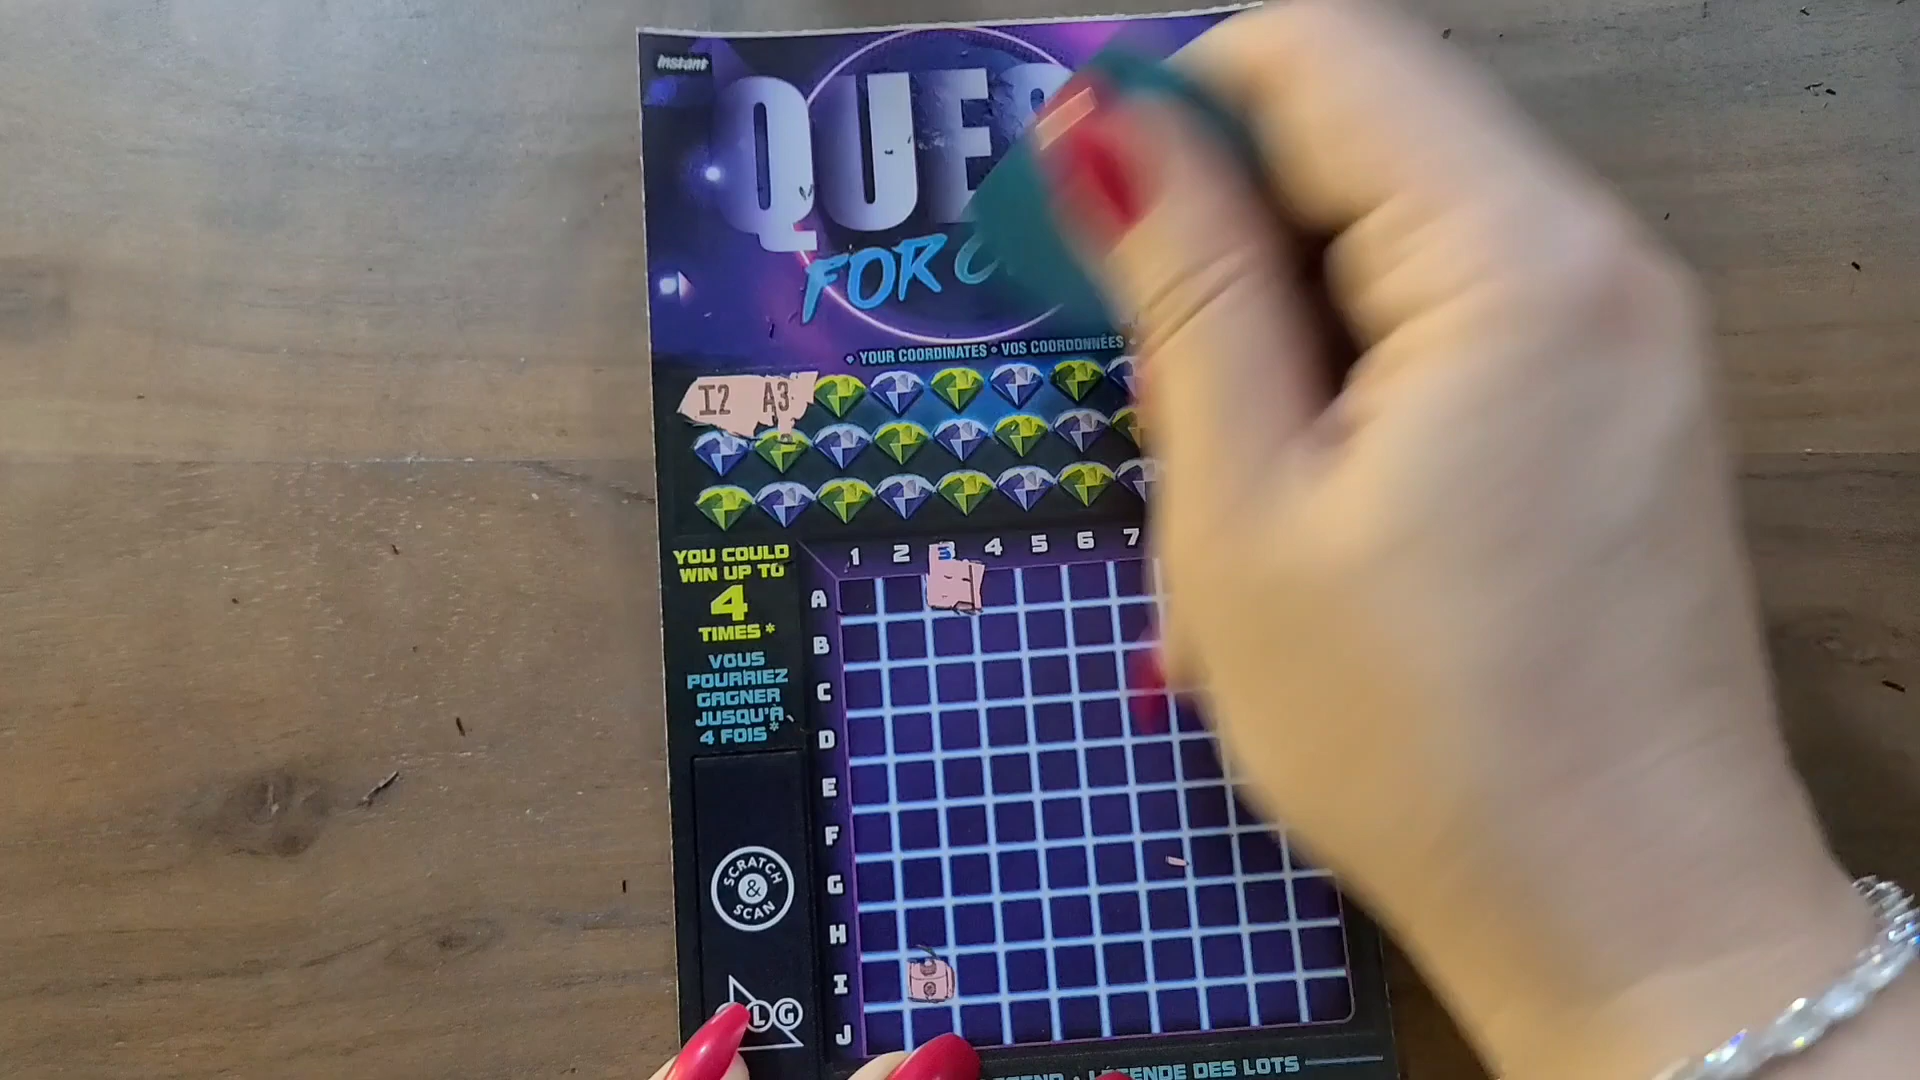 Instant
QUES
FOR
• YOUR COORDINATES • VOS COORDONNÉES •
I2 A3
YOU COULD
WIN UP TO
4
TIMES*
VOUS
POURRIEZ
GAGNER
JUSQU'À
4 FOIS*
1 2 3 4 5 6 7
A
B
C
D
E
F
G
H
I
J
SCRATCH
&
SCAN
LG
LÉGENDE DES LOTS